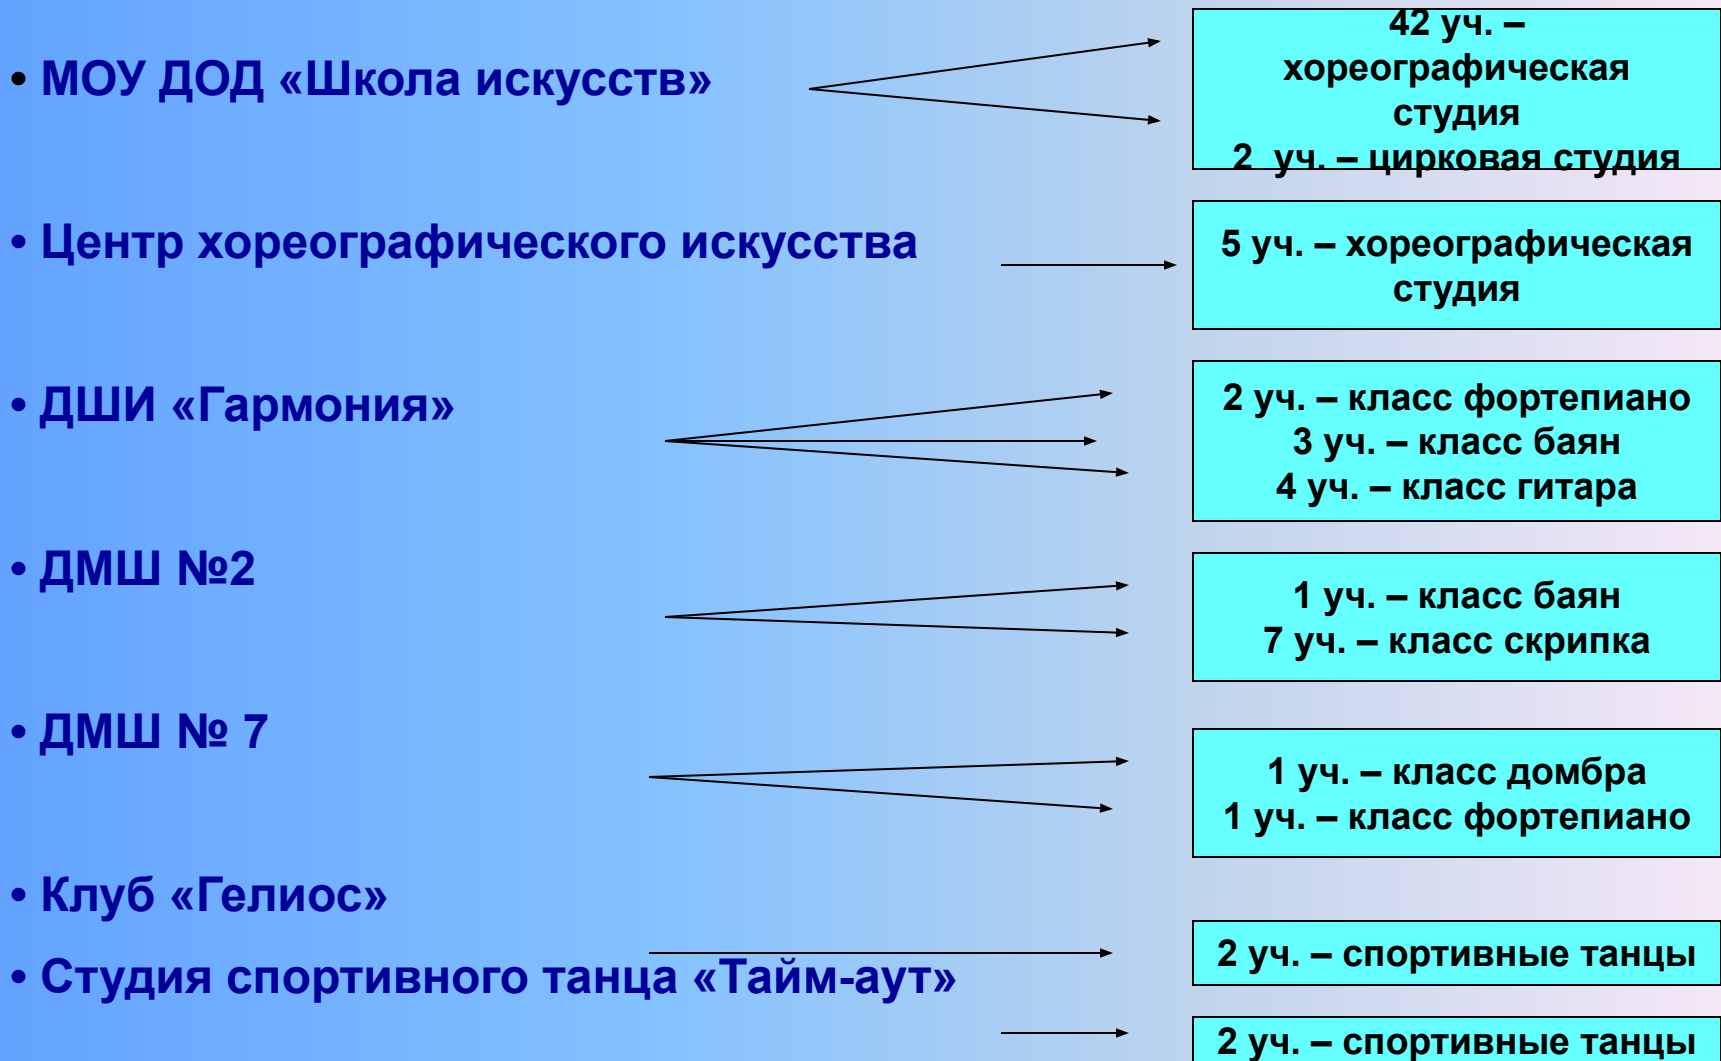 • МОУ ДОД «Школа искусств»
42 уч. –
хореографическая
студия
2 уч. – цирковая студия
• Центр хореографического искусства
5 уч. – хореографическая
студия
• ДШИ «Гармония»
2 уч. – класс фортепиано
3 уч. – класс баян
4 уч. – класс гитара
• ДМШ №2
1 уч. – класс баян
7 уч. – класс скрипка
• ДМШ № 7
1 уч. – класс домбра
1 уч. – класс фортепиано
• Клуб «Гелиос»
2 уч. – спортивные танцы
• Студия спортивного танца «Тайм-аут»
2 уч. – спортивные танцы